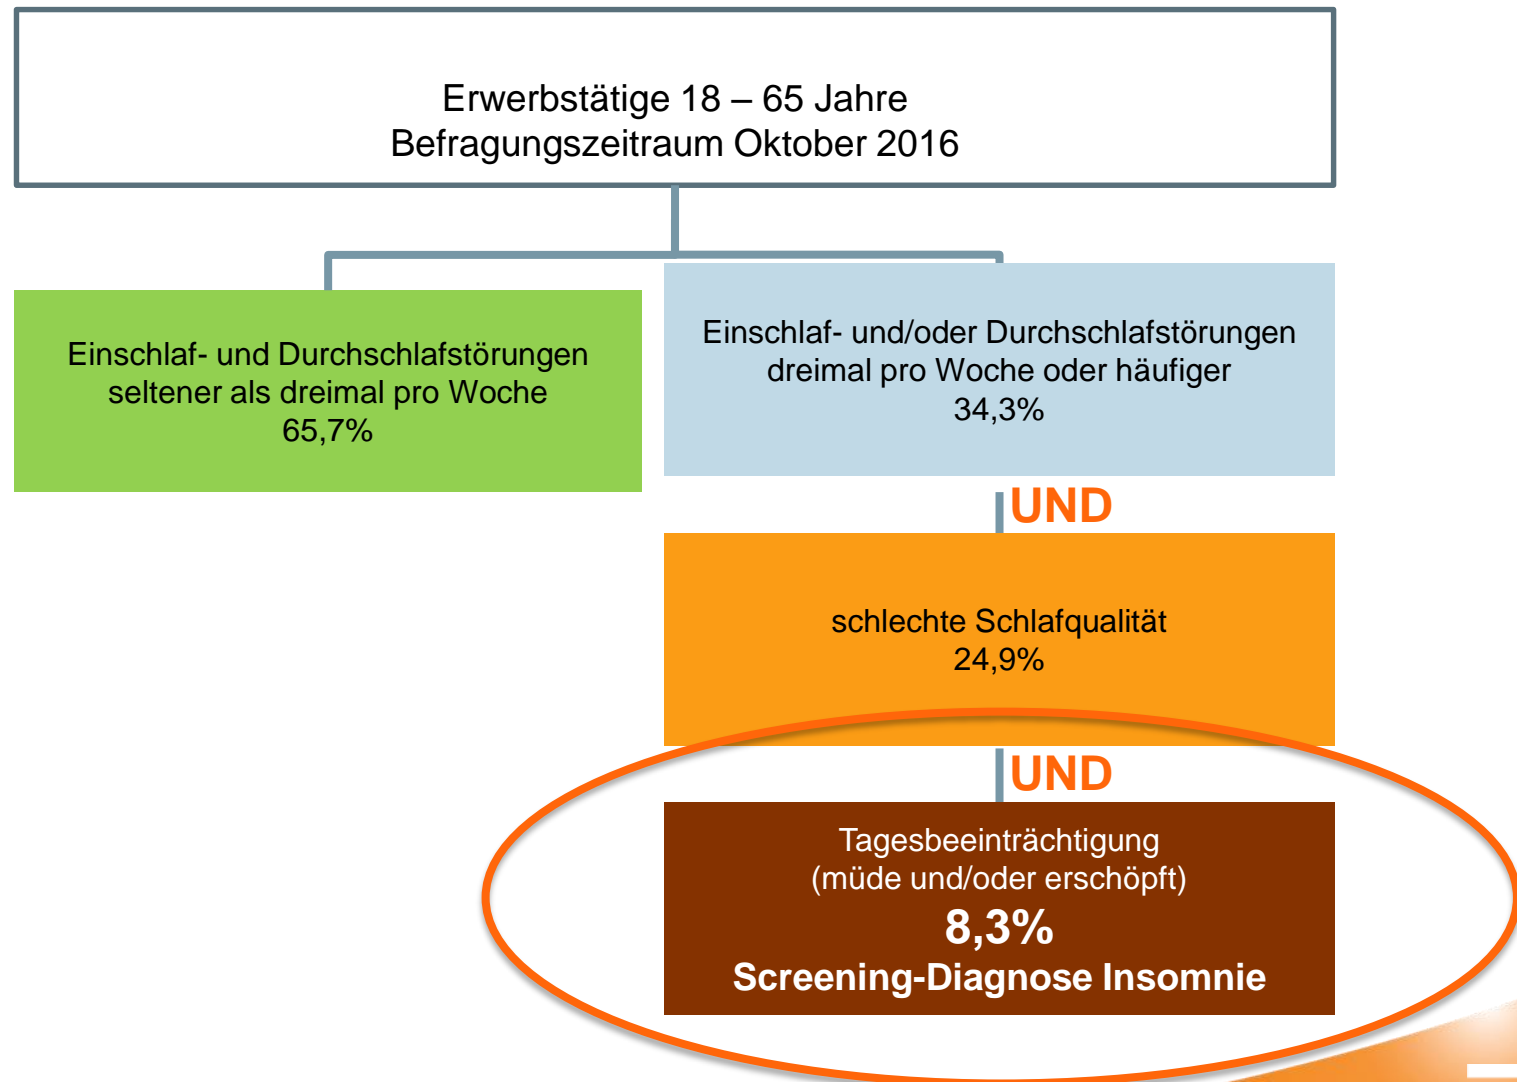 Erwerbstätige 18 – 65 Jahre
Befragungszeitraum Oktober 2016
Einschlaf- und Durchschlafstörungen
seltener als dreimal pro Woche
65,7%
Einschlaf- und/oder Durchschlafstörungen
dreimal pro Woche oder häufiger
34,3%
UND
schlechte Schlafqualität
24,9%
UND
Tagesbeeinträchtigung
(müde und/oder erschöpft)
8,3%
Screening-Diagnose Insomnie